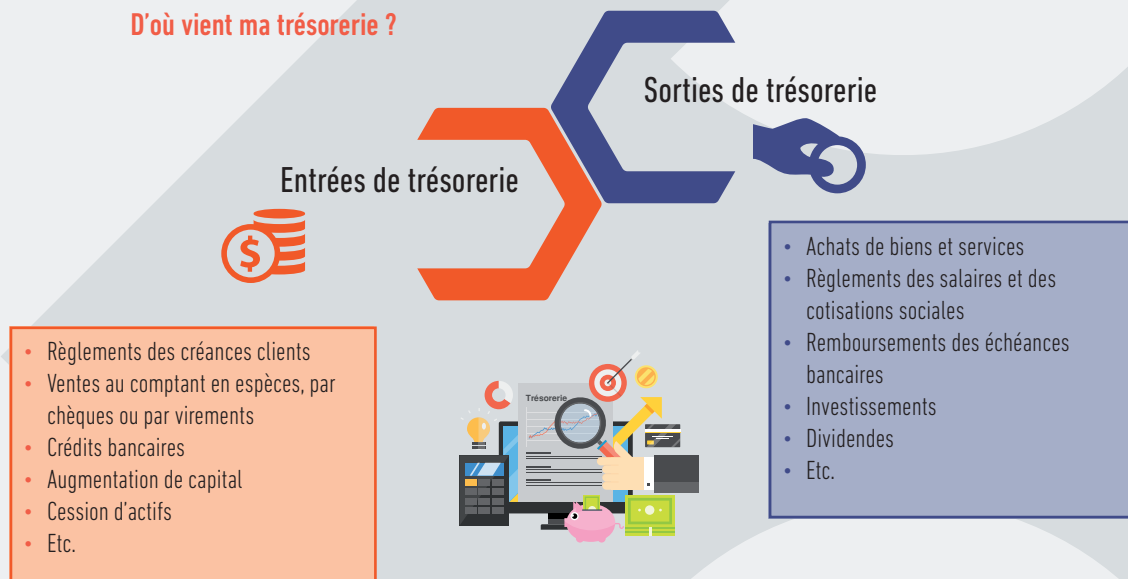 D'où vient ma trésorerie ?
Sorties de trésorerie
Entrées de trésorerie
$
• Achats de biens et services
• Règlements des salaires et des
cotisations sociales
• Remboursements des échéances
bancaires
• Investissements
• Dividendes
• Etc.
• Règlements des créances clients
• Ventes au comptant en espèces, par
chèques ou par virements
• Crédits bancaires
• Augmentation de capital
• Cession d'actifs
• Etc.
Trésorerie